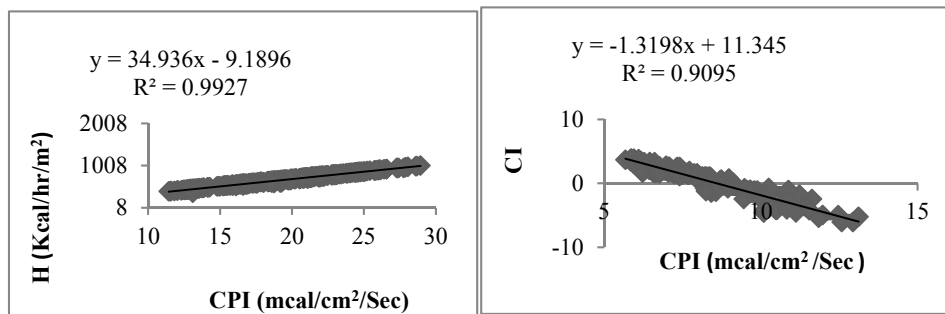 y = 34.936x - 9.1896
R² = 0.9927
2008
1008
8
10
15
20
25
30
H (Kcal/hr/m²)
CPI (mcal/cm²/Sec)
y = -1.3198x + 11.345
R² = 0.9095
10
0
-10
5
10
15
CI
CPI (mcal/cm² /Sec )